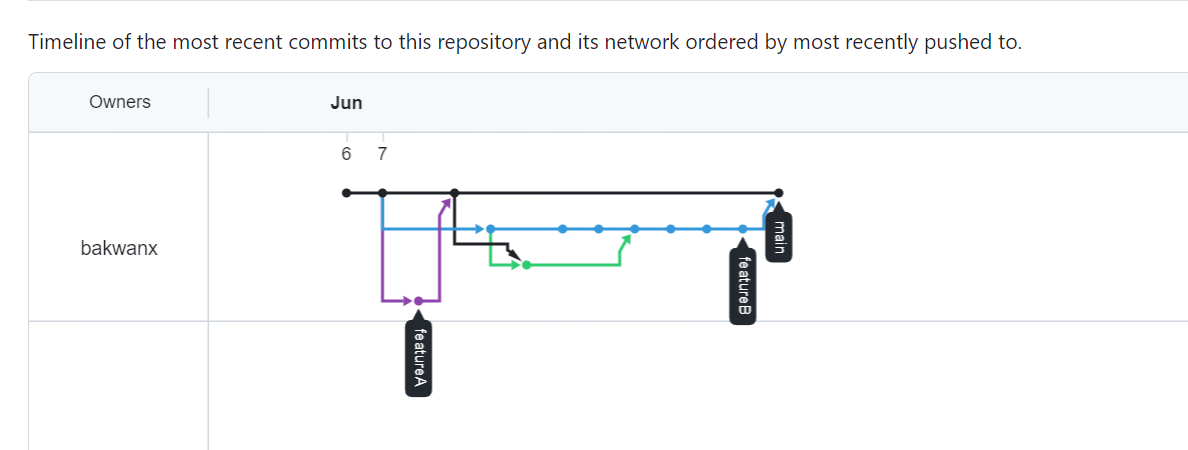 Timeline of the most recent commits to this repository and its network ordered by most recently pushed to.
Owners
Jun
6 7
bakwanx
main
featureB
featureA